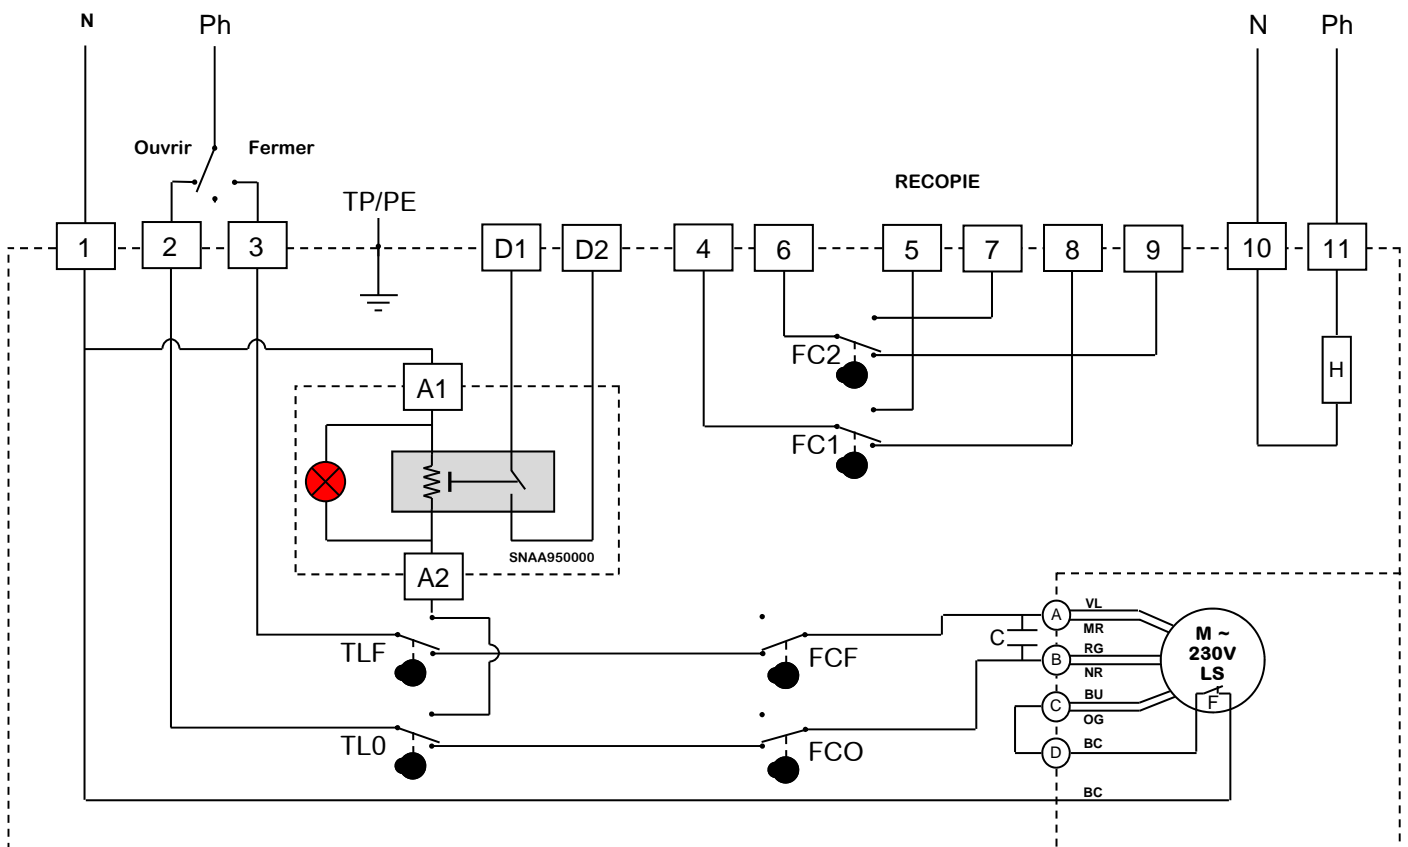 N
Ph
N
Ph
Ouvrir
Fermer
RECOPIE
TP/PE
1
2
3
D1
D2
4
6
5
7
8
9
10
11
FC2
H
A1
FC1
SNAA950000
A2
A
VL
C
MR
M ~
TLF
FCF
RG
230V
B
NR
LS
BU
F
C
OG
TL0
FCO
D
BC
BC